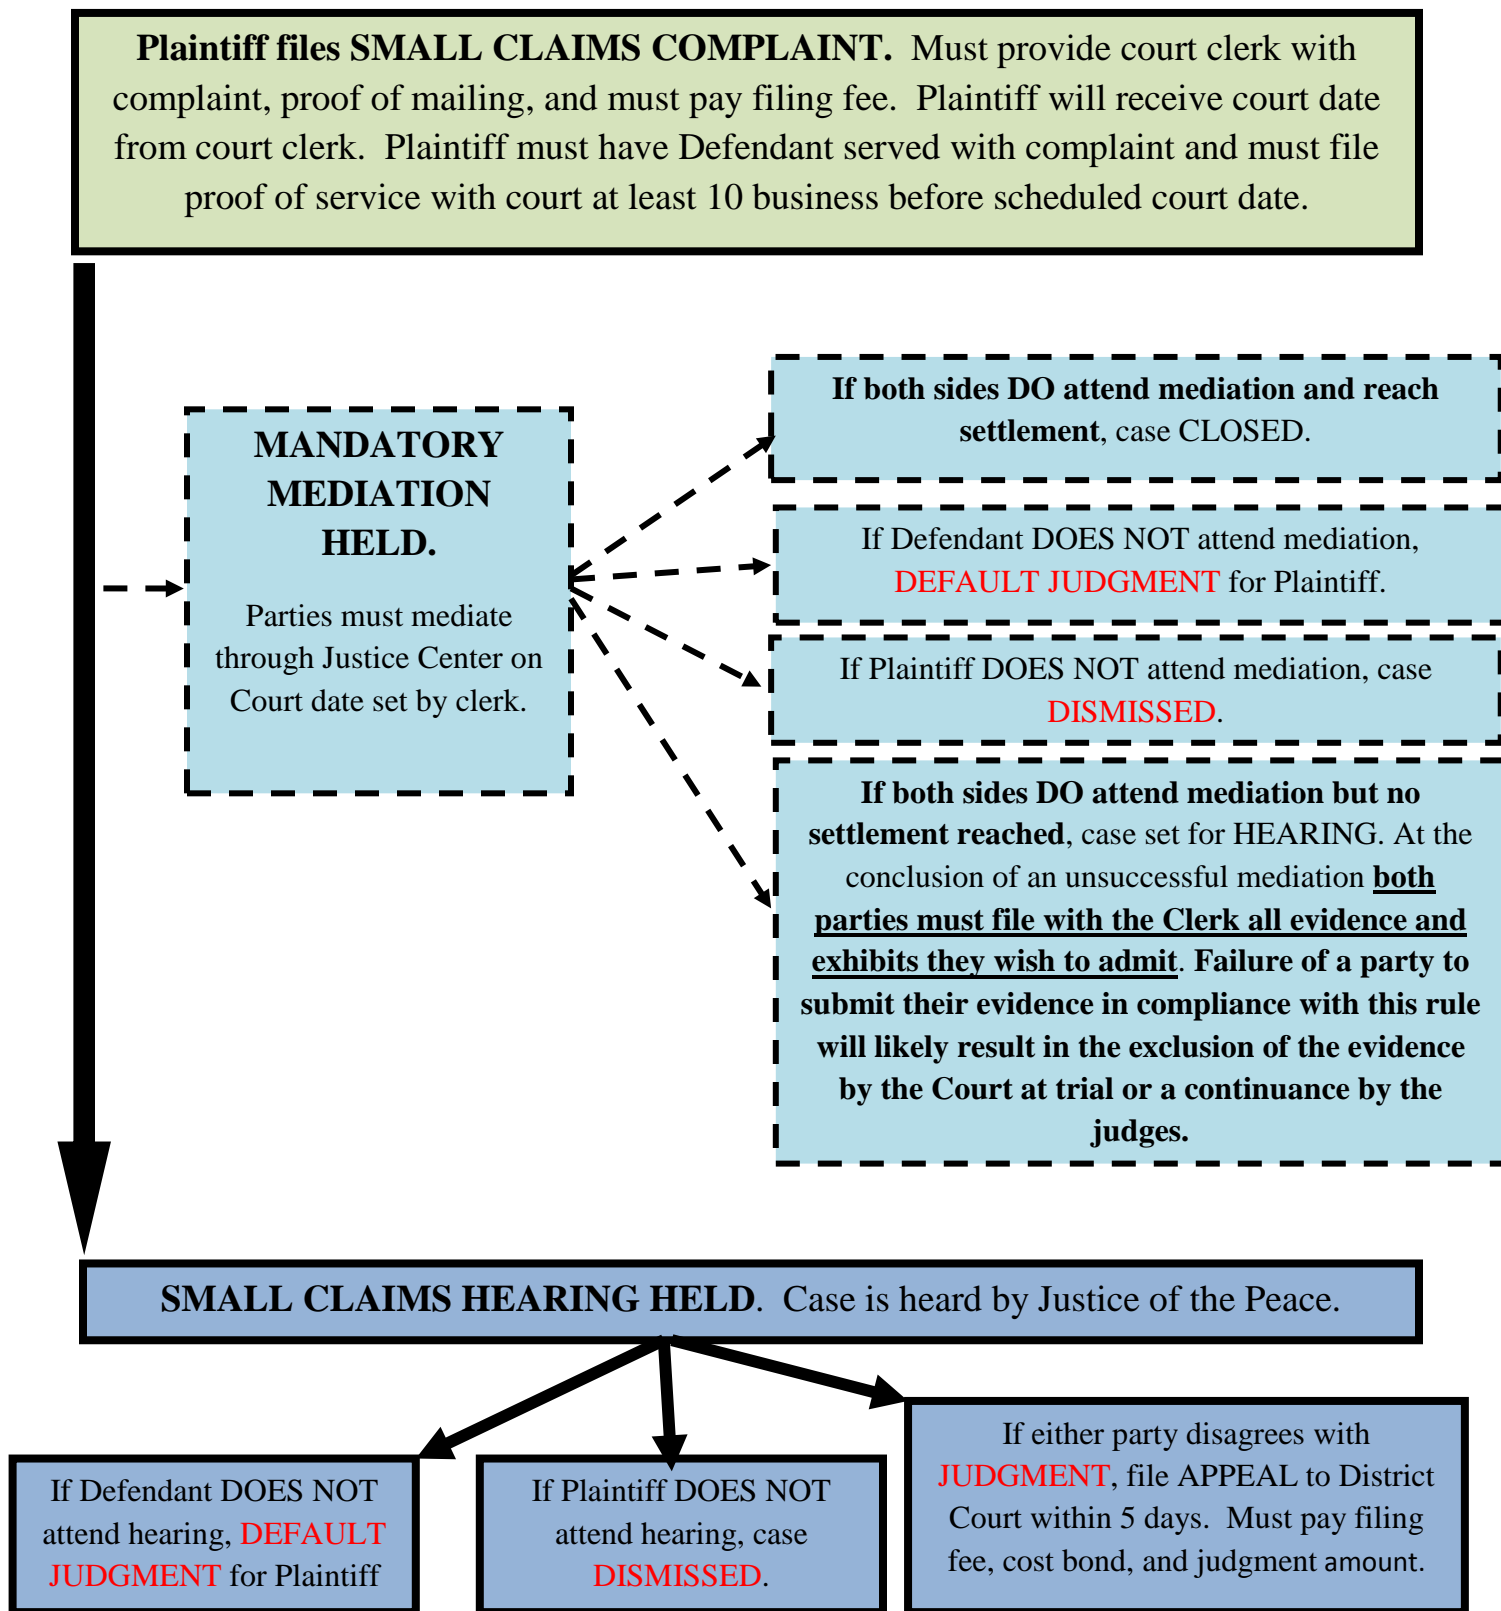 Plaintiff files SMALL CLAIMS COMPLAINT.  Must provide court clerk with
complaint, proof of mailing, and must pay filing fee.  Plaintiff will receive court date
from court clerk.  Plaintiff must have Defendant served with complaint and must file
proof of service with court at least 10 business before scheduled court date.
MANDATORY
MEDIATION
HELD.
Parties must mediate
through Justice Center on
Court date set by clerk.
If both sides DO attend mediation and reach
settlement, case CLOSED.
If Defendant DOES NOT attend mediation,
DEFAULT JUDGMENT for Plaintiff.
If Plaintiff DOES NOT attend mediation, case
DISMISSED.
If both sides DO attend mediation but no
settlement reached, case set for HEARING. At the
conclusion of an unsuccessful mediation both
parties must file with the Clerk all evidence and
exhibits they wish to admit. Failure of a party to
submit their evidence in compliance with this rule
will likely result in the exclusion of the evidence
by the Court at trial or a continuance by the
judges.
SMALL CLAIMS HEARING HELD.  Case is heard by Justice of the Peace.
If Defendant DOES NOT
attend hearing, DEFAULT
JUDGMENT for Plaintiff
If Plaintiff DOES NOT
attend hearing, case
DISMISSED.
If either party disagrees with
JUDGMENT, file APPEAL to District
Court within 5 days.  Must pay filing
fee, cost bond, and judgment amount.